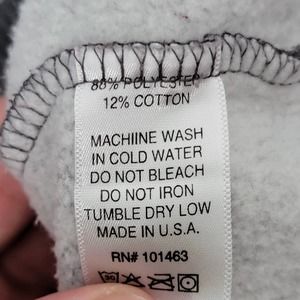 88% POLYESTER
12% COTTON
MACHIINE WASH
IN COLD WATER
DO NOT BLEACH
DO NOT IRON
TUMBLE DRY LOW
MADE IN U.S.A.
RN# 101463